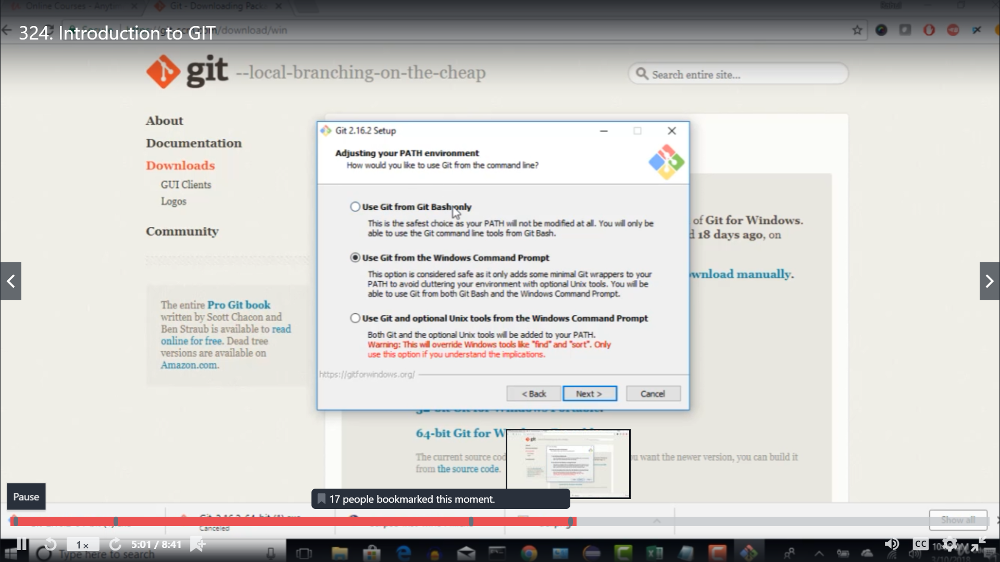 Online Courses - Anytim
Git - Downloading Packa
Rahul
324. Introduction to GIT
/download/win
git --local-branching-on-the-cheap
Search entire site...
About
Documentation
Downloads
GUI Clients
Logos
Community
The entire Pro Git book
written by Scott Chacon and
Ben Straub is available to read
online for free. Dead tree
versions are available on
Amazon.com.
Git 2.16.2 Setup
Adjusting your PATH environment
How would you like to use Git from the command line?
Use Git from Git Bash only
This is the safest choice as your PATH will not be modified at all. You will only be
able to use the Git command line tools from Git Bash.
Use Git from the Windows Command Prompt
This option is considered safe as it only adds some minimal Git wrappers to your
PATH to avoid cluttering your environment with optional Unix tools. You will be
able to use Git from both Git Bash and the Windows Command Prompt.
Use Git and optional Unix tools from the Windows Command Prompt
Both Git and the optional Unix tools will be added to your PATH.
Warning: This will override Windows tools like "find" and "sort". Only
use this option if you understand the implications.
https://gitforwindows.org/
< Back
Next >
Cancel
of Git for Windows.
18 days ago, on
wnload manually.
64-bit Git for W
The current source cod
u want the newer version, you can build it
from the source code.
Pause
17 people bookmarked this moment.
Canceled
Show all
1x
5:01 / 8:41
Type here to search
CC
3/10/2018